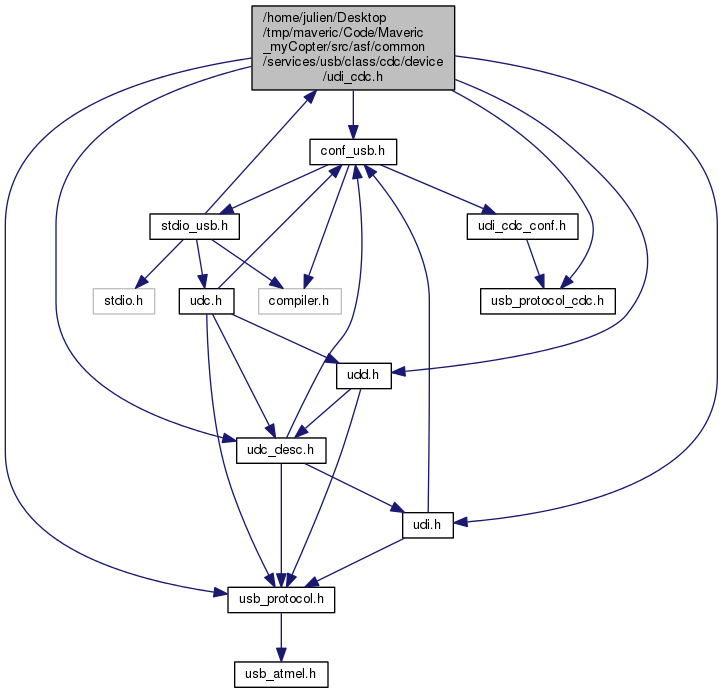 /home/julien/Desktop
/tmp/maveric/Code/Maveric
_myCopter/src/asf/common
/services/usb/class/cdc/device
/udi_cdc.h
conf_usb.h
stdio_usb.h
udi_cdc_conf.h
stdio.h
udc.h
compiler.h
usb_protocol_cdc.h
udd.h
udc_desc.h
udi.h
usb_protocol.h
usb_atmel.h